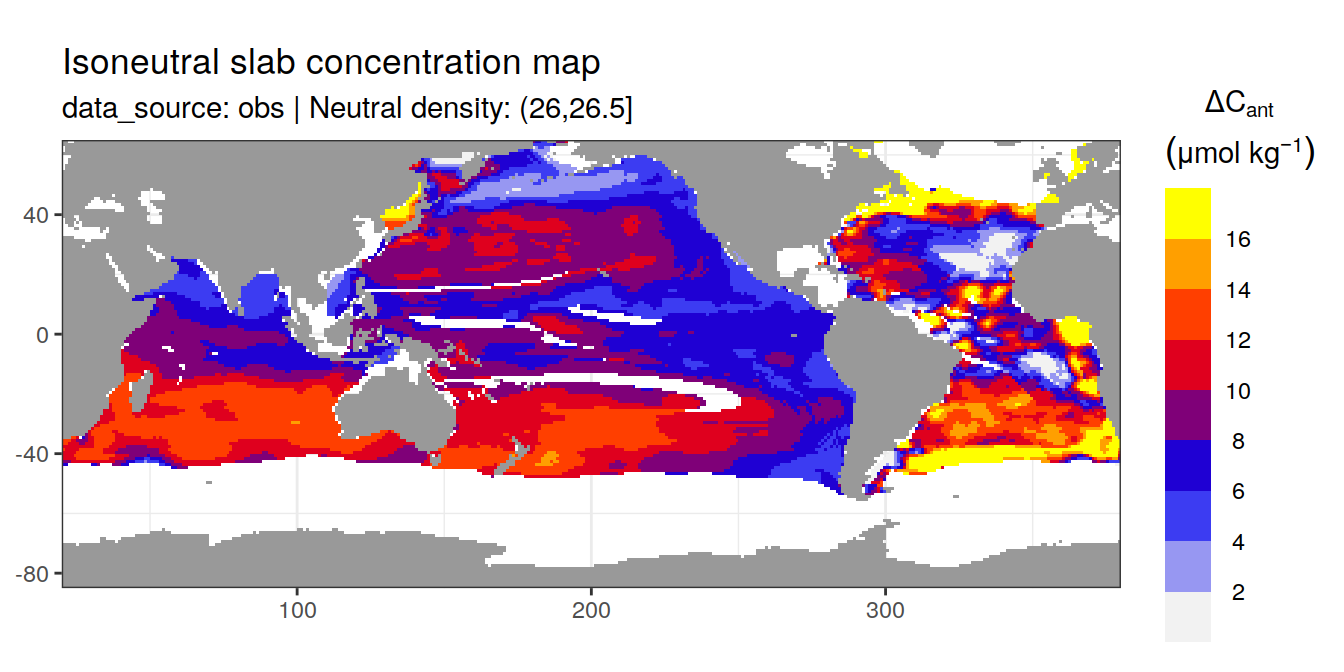 Isoneutral slab concentration map
data_source: obs | Neutral density: (26,26.5]
ΔCant
(μmol kg⁻¹)
16
14
12
10
8
6
4
2
40
0
-40
-80
100 200 300